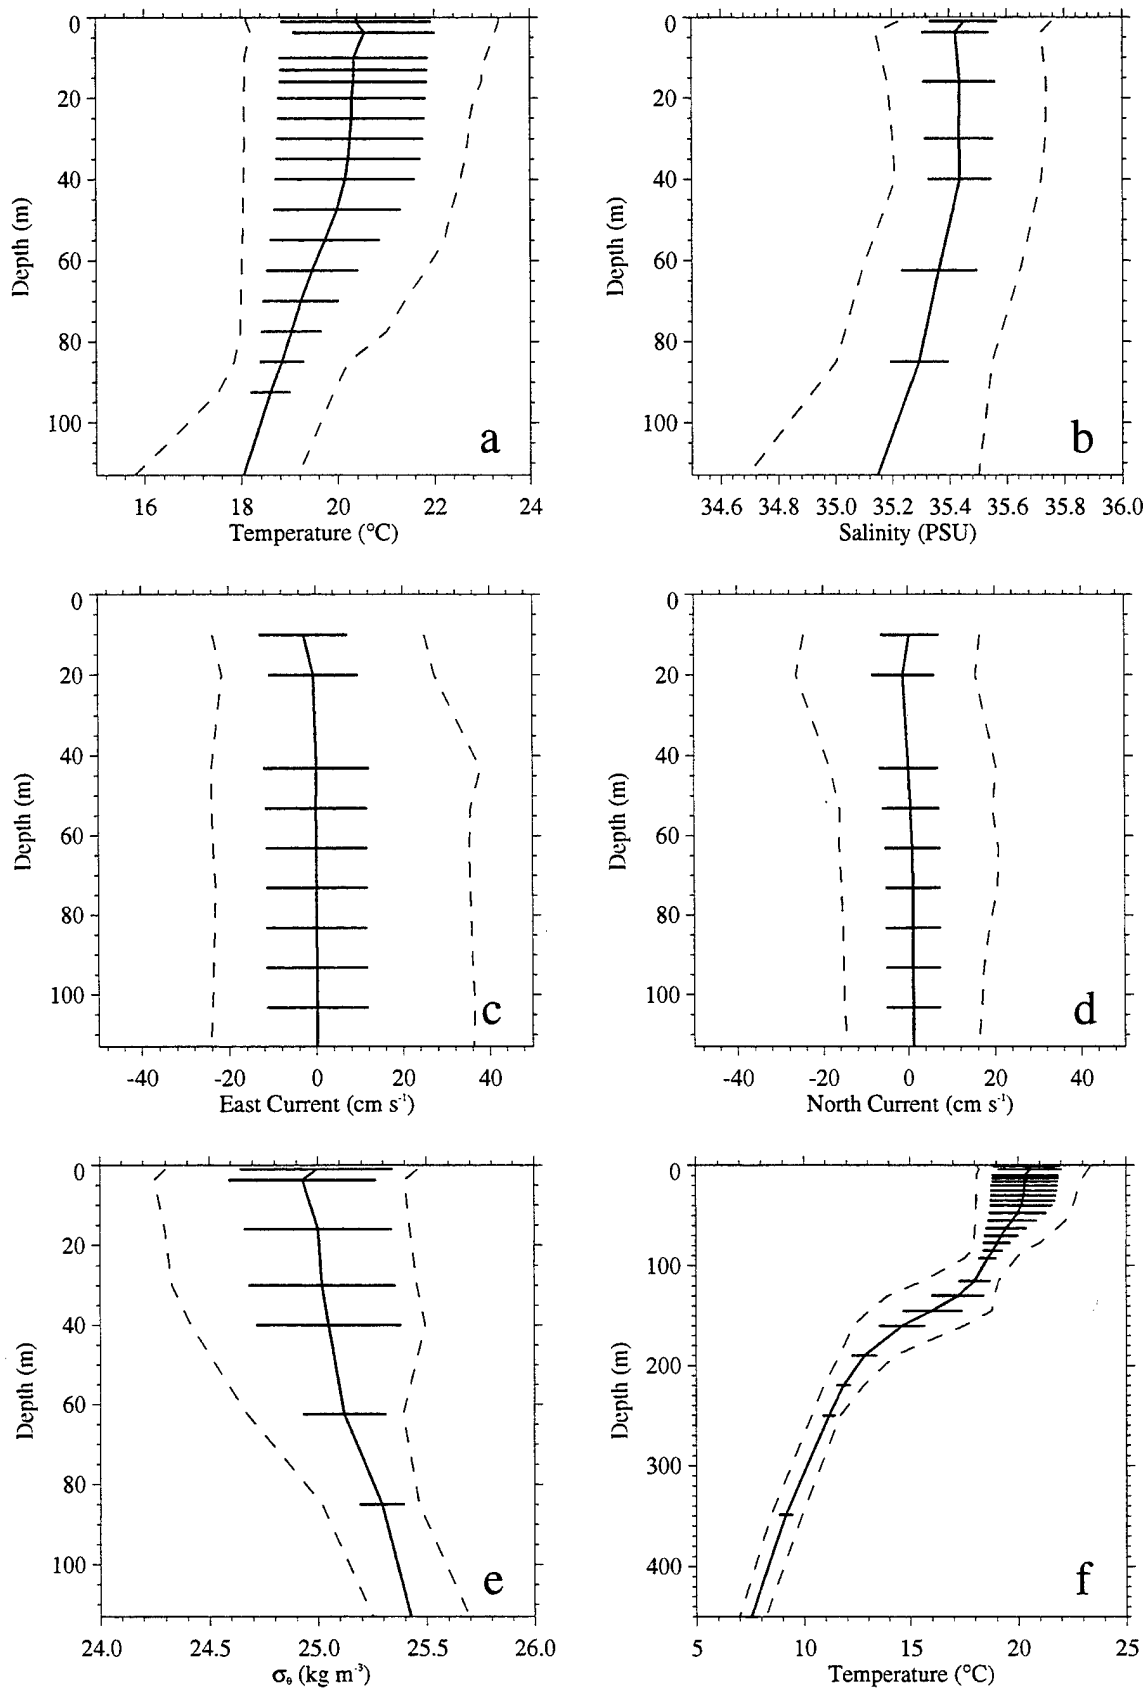 0
20
40
60
80
100
Depth (m)
16 18 20 22 24
Temperature (°C)
a
0
20
40
60
80
100
Depth (m)
34.6 34.8 35.0 35.2 35.4 35.6 35.8 36.0
Salinity (PSU)
b
0
20
40
60
80
100
Depth (m)
-40 -20 0 20 40
East Current (cm s⁻¹)
c
0
20
40
60
80
100
Depth (m)
-40 -20 0 20 40
North Current (cm s⁻¹)
d
0
20
40
60
80
100
Depth (m)
24.0 24.5 25.0 25.5 26.0
σ_θ (kg m⁻³)
e
0
100
200
300
400
Depth (m)
5 10 15 20 25
Temperature (°C)
f